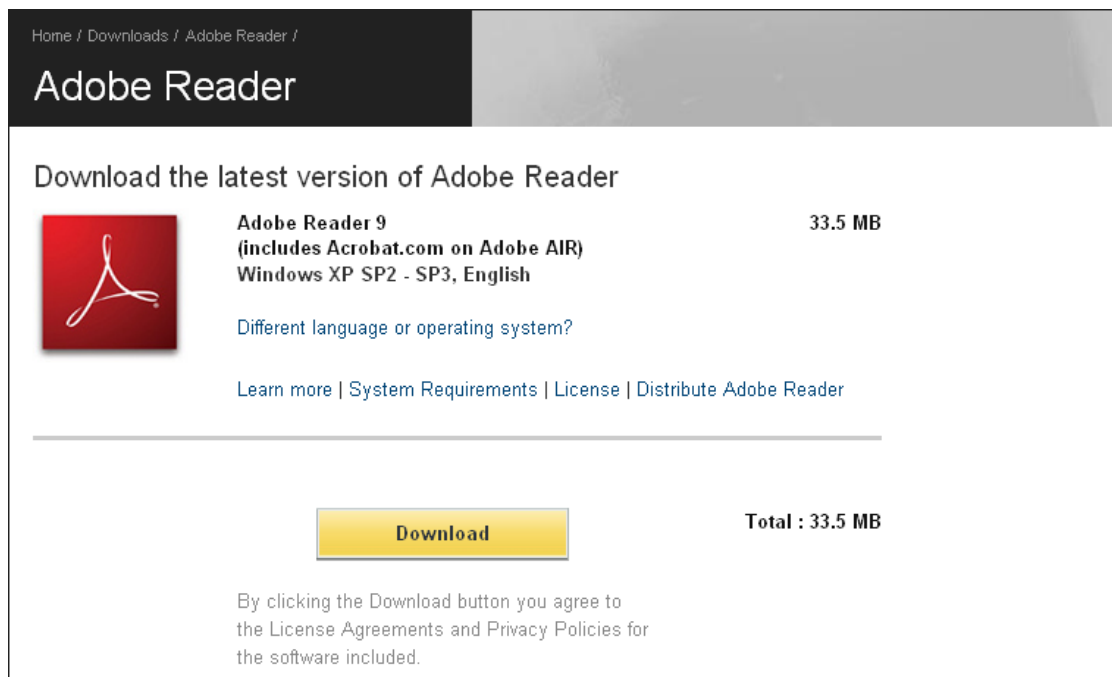 Home / Downloads / Adobe Reader /
Adobe Reader
Download the latest version of Adobe Reader
Adobe Reader 9 33.5 MB
(includes Acrobat.com on Adobe AIR)
Windows XP SP2 - SP3, English
Different language or operating system?
Learn more | System Requirements | License | Distribute Adobe Reader
Download Total : 33.5 MB
By clicking the Download button you agree to
the License Agreements and Privacy Policies for
the software included.